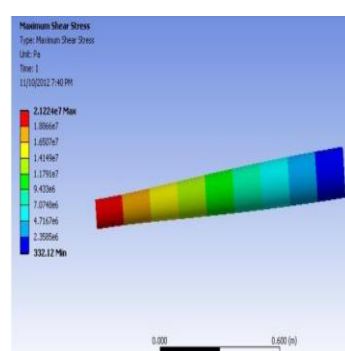 Maximum Shear Stress
Type: Maximum Shear Stress
Unit: Pa
Time: 1
11/10/2012 7:40 PM
2.1224e7 Max
1.8866e7
1.6507e7
1.4149e7
1.1791e7
9.433e6
7.0748e6
4.7167e6
2.3585e6
332.12 Min
0.000
0.600 (m)